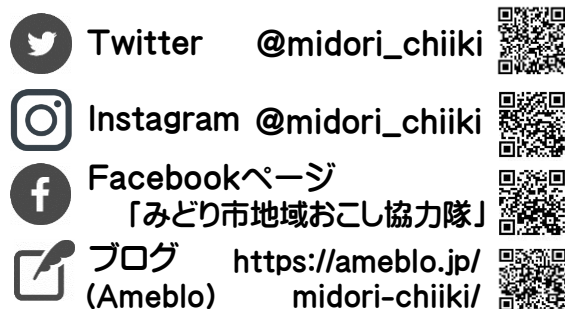 Twitter @midori_chiiki
Instagram @midori_chiiki
Facebookページ
「みどり市地域おこし協力隊」
ブログ https://ameblo.jp/
(Ameblo) midori-chiiki/